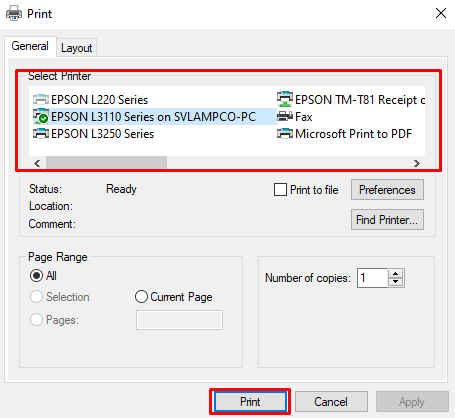 Print
General
Layout
Select Printer
EPSON L220 Series
EPSON TM-T81 Receipt c
EPSON L3110 Series on SVLAMPCO-PC
Fax
EPSON L3250 Series
Microsoft Print to PDF
Status: Ready
Print to file
Preferences
Location:
Comment:
Find Printer...
Page Range
All
Selection
Current Page
Pages:
Number of copies: 1
Print
Cancel
Apply